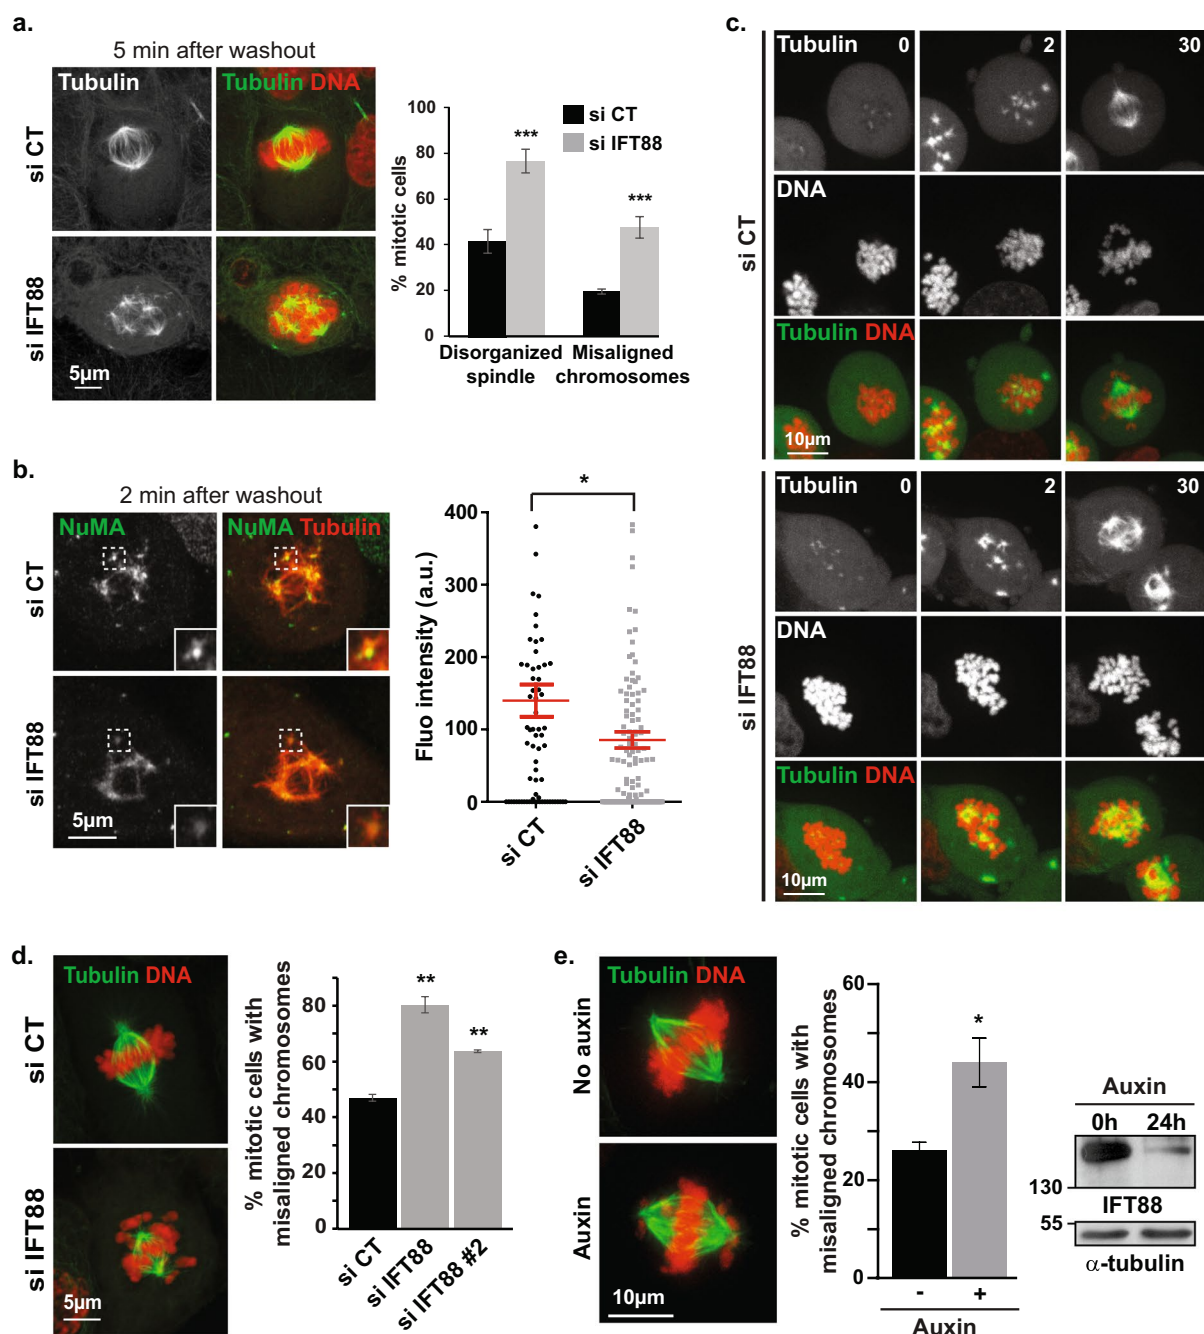 a.
5 min after washout
Tubulin
Tubulin DNA
si CT
si IFT88
5µm
% mitotic cells
100
80
60
40
20
0
si CT
si IFT88
***
***
Disorganized
spindle
Misaligned
chromosomes
b.
2 min after washout
NuMA
NuMA Tubulin
si CT
si IFT88
5µm
Fluo intensity (a.u.)
400
300
200
100
0
*
si CT
si IFT88
c.
si CT
Tubulin
0
2
30
DNA
Tubulin DNA
10µm
si IFT88
Tubulin
0
2
30
DNA
Tubulin DNA
10µm
d.
Tubulin DNA
si CT
si IFT88
5µm
% mitotic cells with
misaligned chromosomes
80
60
40
20
0
**
**
si CT
si IFT88
si IFT88 #2
e.
Tubulin DNA
No auxin
Auxin
10µm
% mitotic cells with
misaligned chromosomes
60
40
20
0
*
- +
Auxin
Auxin
0h 24h
130
IFT88
55
α-tubulin